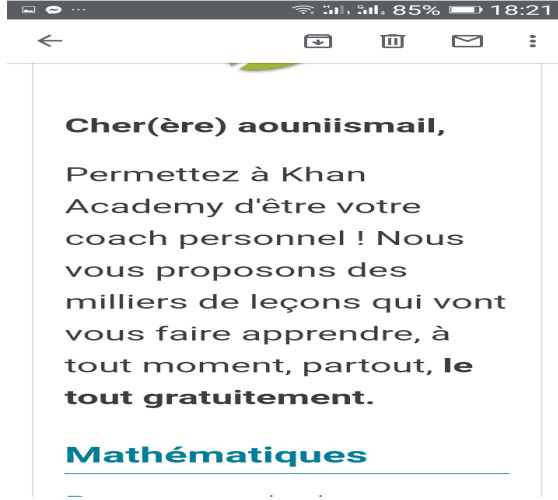 85% 18:21
Cher(ère) aouniismail,
Permettez à Khan
Academy d'être votre
coach personnel ! Nous
vous proposons des
milliers de leçons qui vont
vous faire apprendre, à
tout moment, partout, le
tout gratuitement.
Mathématiques